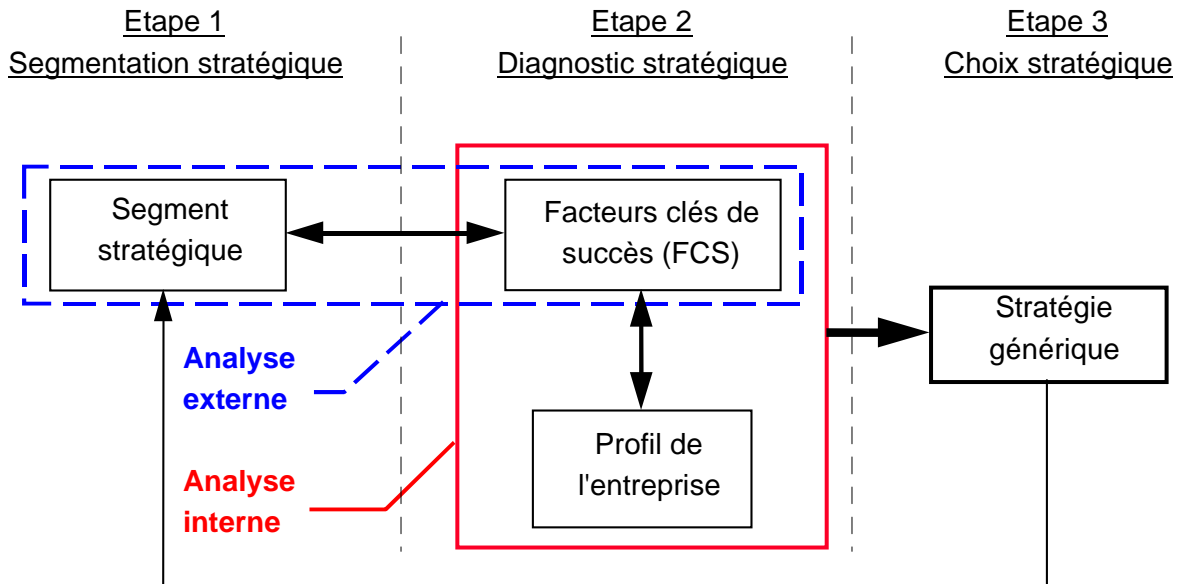 Etape 1
Segmentation stratégique
Etape 2
Diagnostic stratégique
Etape 3
Choix stratégique
Segment
stratégique
Facteurs clés de
succès (FCS)
Stratégie
générique
Analyse
externe
Profil de
l'entreprise
Analyse
interne